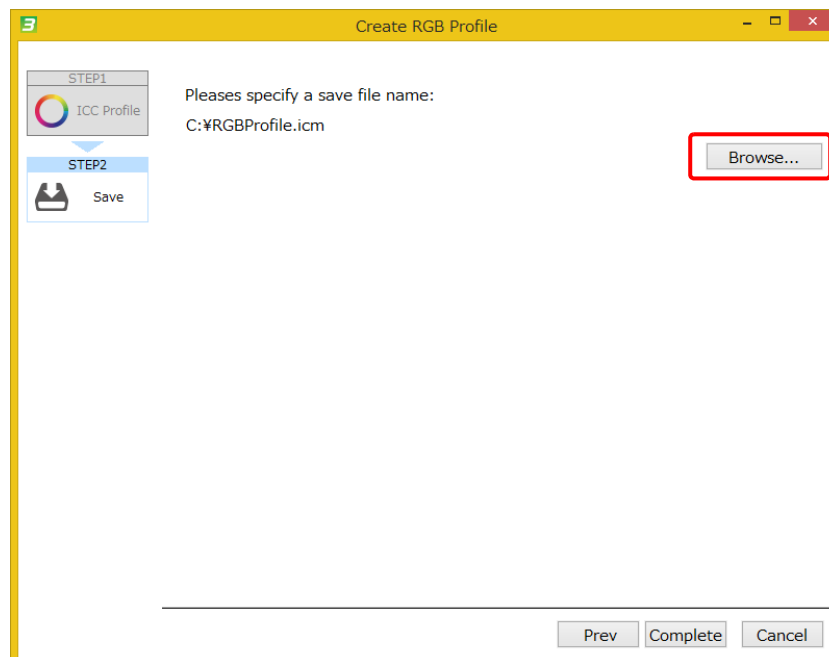 Create RGB Profile
STEP1
ICC Profile
STEP2
Save
Pleases specify a save file name:
C:¥RGBProfile.icm
Browse...
Prev
Complete
Cancel